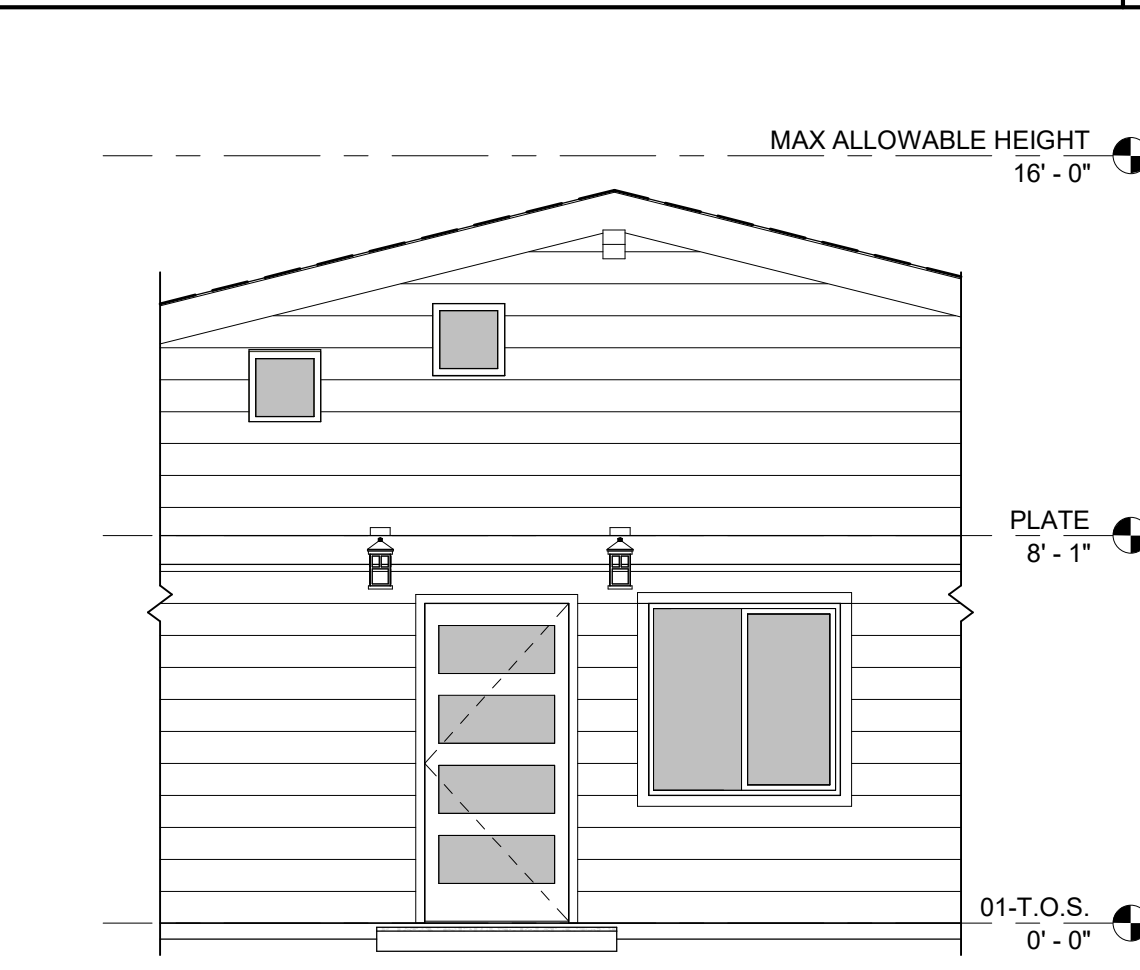 MAX ALLOWABLE HEIGHT
16' - 0"
PLATE
8' - 1"
01-T.O.S.
0' - 0"